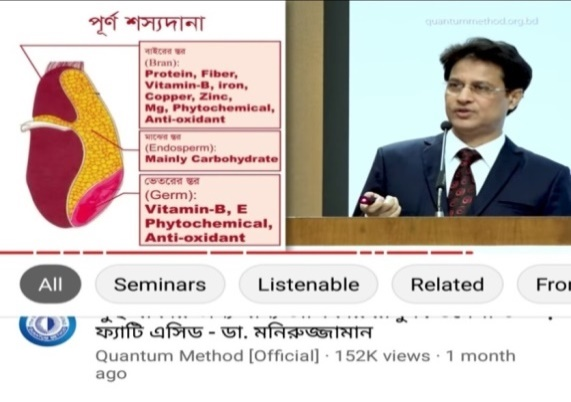 পূর্ণ শস্যদানা
quantummethod.org.bd
বাইরের স্তর
(Bran):
Protein, Fiber,
Vitamin-B, iron,
Copper, Zinc,
Mg, Phytochemical,
Anti-oxidant
মাঝের স্তর
(Endosperm):
Mainly Carbohydrate
ভেতরের স্তর
(Germ):
Vitamin-B, E
Phytochemical,
Anti-oxidant
All
Seminars
Listenable
Related
ফ্যাটি এসিড - ডা. মনিরুজ্জামান
Quantum Method [Official] · 152K views · 1 month
ago